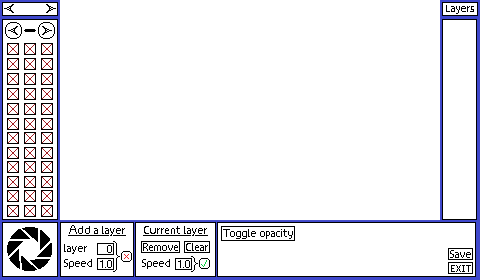 Layers
Add a layer
layer 0
Speed 1.0
Current layer
Remove Clear
Speed 1.0
Toggle opacity
Save
EXIT